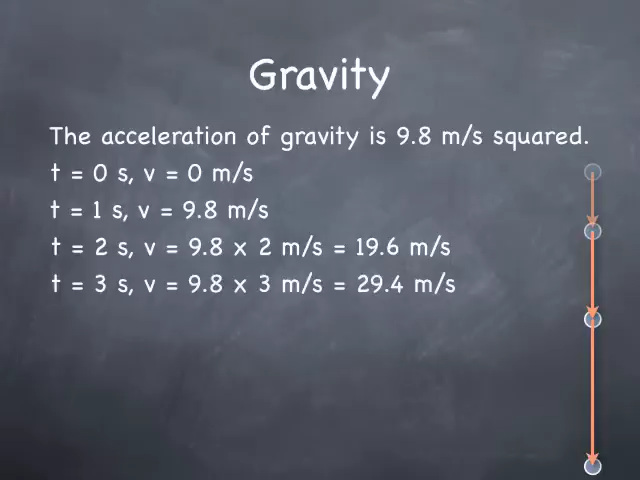 Gravity
The acceleration of gravity is 9.8 m/s squared.
t = 0 s, v = 0 m/s
t = 1 s, v = 9.8 m/s
t = 2 s, v = 9.8 x 2 m/s = 19.6 m/s
t = 3 s, v = 9.8 x 3 m/s = 29.4 m/s